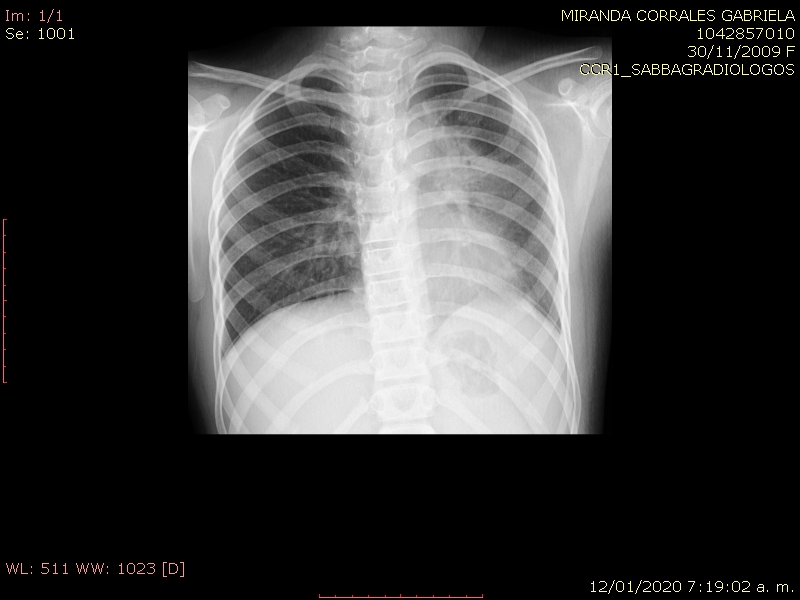 Im: 1/1
Se: 1001
MIRANDA CORRALES GABRIELA
1042857010
30/11/2009 F
CCR1_SABBAGRADIOLOGOS
WL: 511 WW: 1023 [D]
12/01/2020 7:19:02 a. m.